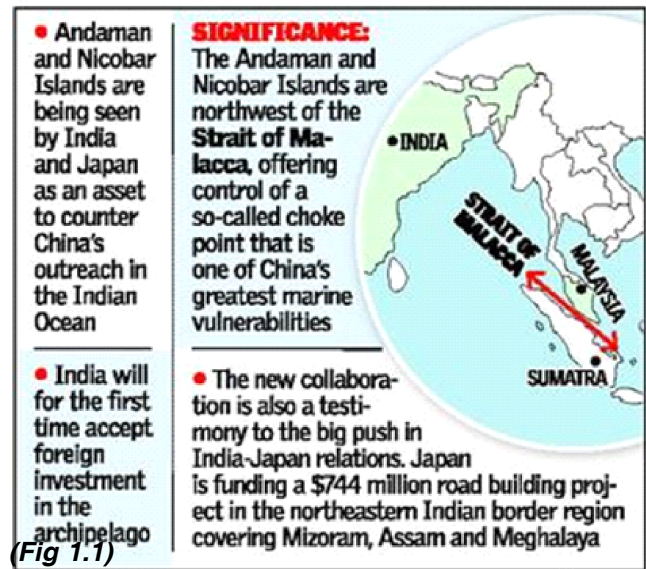 • Andaman
and Nicobar
Islands are
being seen
by India
and Japan
as an asset
to counter
China's
outreach in
the Indian
Ocean
• India will
for the first
time accept
foreign
investment
in the
archipelago
(Fig 1.1)
SIGNIFICANCE:
The Andaman and
Nicobar Islands are
northwest of the
Strait of Ma-
lacca, offering
control of a
so-called choke
point that is
one of China's
greatest marine
vulnerabilities
• The new collabora-
tion is also a testi-
mony to the big push in
India-Japan relations. Japan
is funding a $744 million road building proj-
ect in the northeastern Indian border region
covering Mizoram, Assam and Meghalaya
INDIA
STRAIT OF
MALACCA
MALAYSIA
SUMATRA